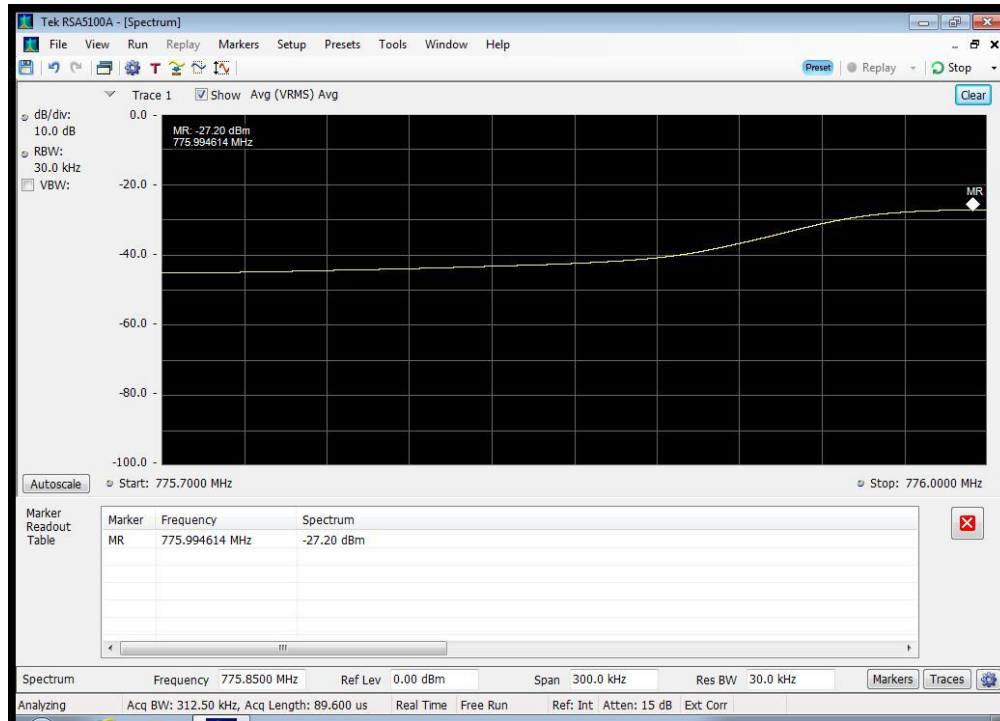 Tek RSA5100A - [Spectrum]
File View Run Replay Markers Setup Presets Tools Window Help
T
Preset Replay Stop
Trace 1 Show Avg (VRMS) Avg Clear
dB/div:
10.0 dB
RBW:
30.0 kHz
VBW:
0.0
MR: -27.20 dBm
775.994614 MHz
-20.0
MR
-40.0
-60.0
-80.0
-100.0
Autoscale Start: 775.7000 MHz Stop: 776.0000 MHz
Marker
Readout
Table
Marker Frequency Spectrum
MR 775.994614 MHz -27.20 dBm
Spectrum Frequency 775.8500 MHz Ref Lev 0.00 dBm Span 300.0 kHz Res BW 30.0 kHz Markers Traces
Analyzing Acq BW: 312.50 kHz, Acq Length: 89.600 us Real Time Free Run Ref: Int Atten: 15 dB Ext Corr